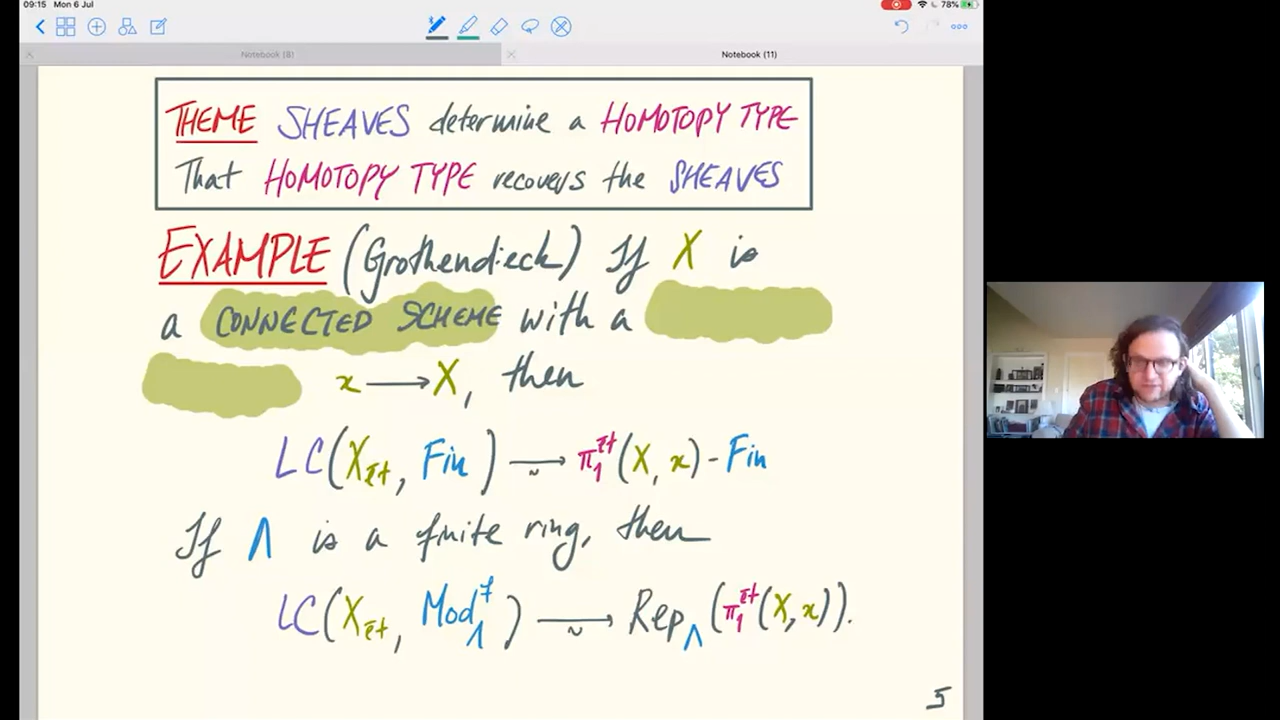 09:15 Mon 6 Jul
78%
Notebook (8)
Notebook (11)
THEME SHEAVES determine a HOMOTOPY TYPE
That HOMOTOPY TYPE recovers the SHEAVES
EXAMPLE (Grothendieck) If X is
a CONNECTED SCHEME with a
x → X, then
LC(X_ét, Fin) →~ π₁^ét(X, x) - Fin
If Λ is a finite ring, then
LC(X_ét, Mod_Λ^f) →~ Rep_Λ(π₁^ét(X, x)).
5